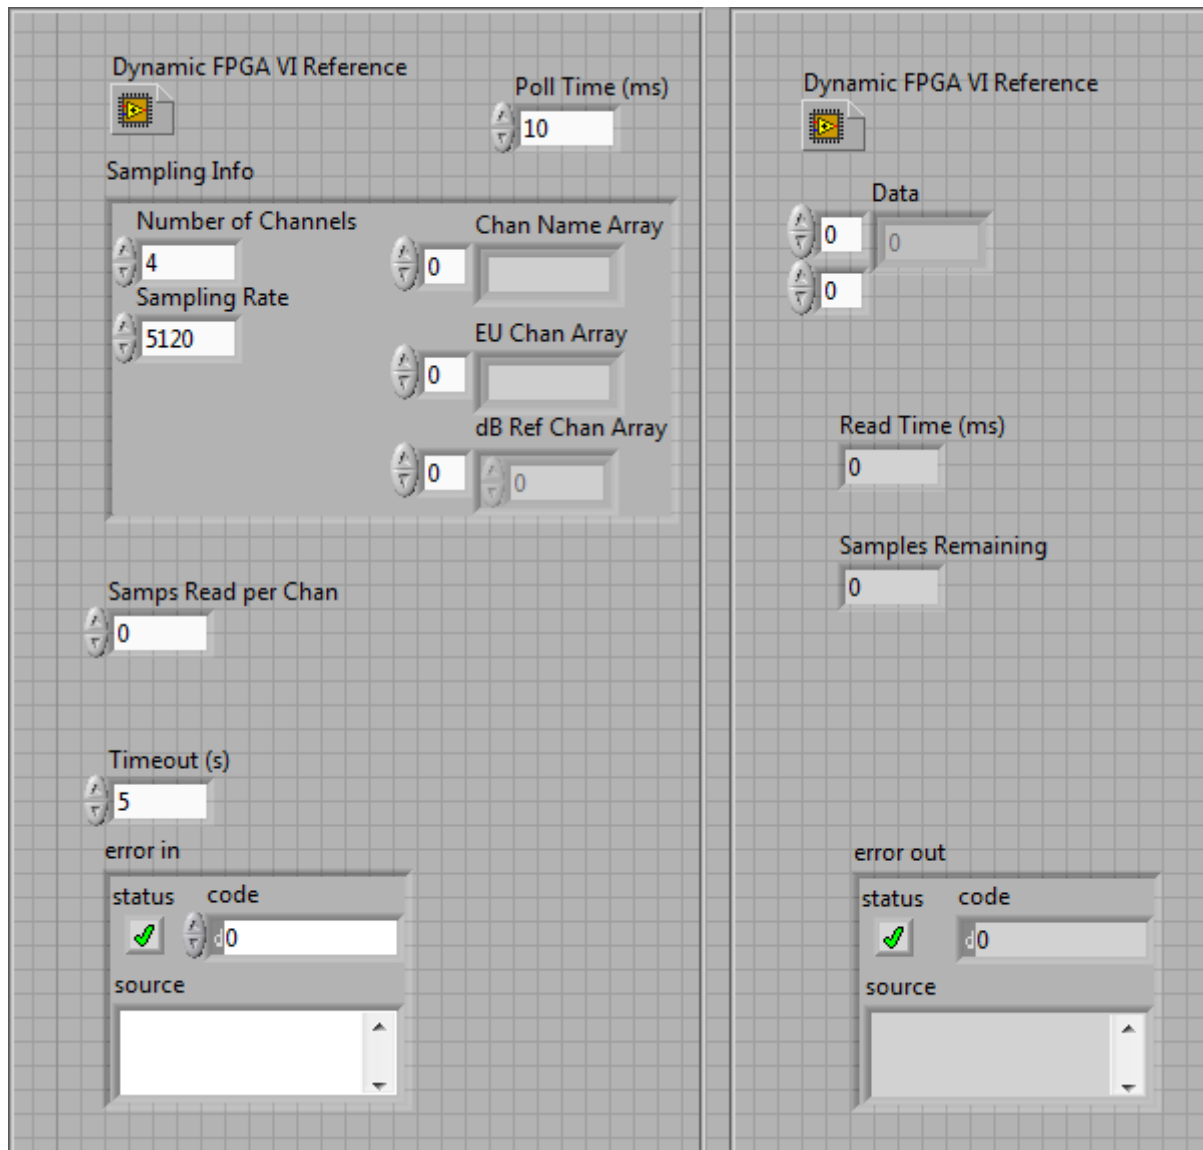 Dynamic FPGA VI Reference
Poll Time (ms)
10
Sampling Info
Number of Channels
4
Sampling Rate
5120
Chan Name Array
0
EU Chan Array
0
dB Ref Chan Array
0
0
Samps Read per Chan
0
Timeout (s)
5
error in
status
code
d0
source
Dynamic FPGA VI Reference
Data
0
0
0
Read Time (ms)
0
Samples Remaining
0
error out
status
code
d0
source